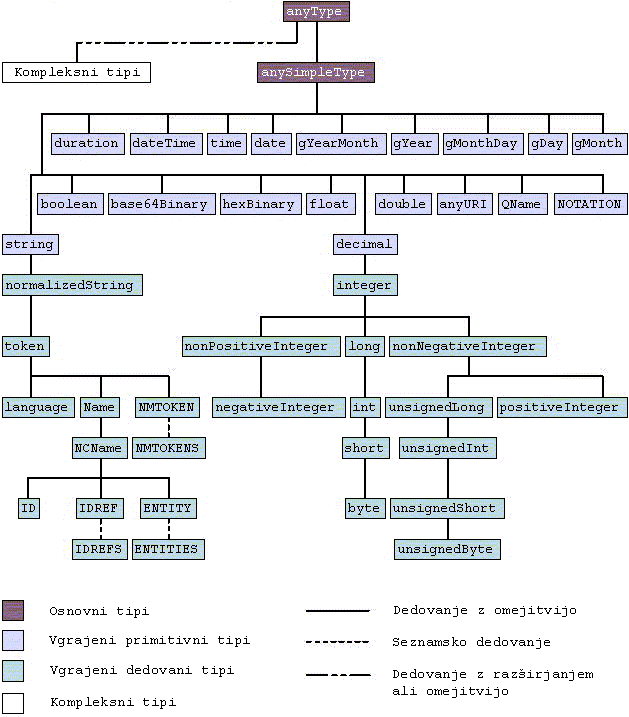 anyType
Kompleksni tipi
anySimpleType
duration dateTime time date gYearMonth gYear gMonthDay gDay gMonth
boolean base64Binary hexBinary float double anyURI QName NOTATION
string decimal
normalizedString integer
token nonPositiveInteger long nonNegativeInteger
language Name NMTOKEN negativeInteger int unsignedLong positiveInteger
NCName NMTOKENS short unsignedInt
ID IDREF ENTITY byte unsignedShort
IDREFS ENTITIES unsignedByte
Osnovni tipi
Vgrajeni primitivni tipi
Vgrajeni dedovani tipi
Kompleksni tipi
Dedovanje z omejitvijo
Seznamsko dedovanje
Dedovanje z razširjanjem
ali omejitvijo